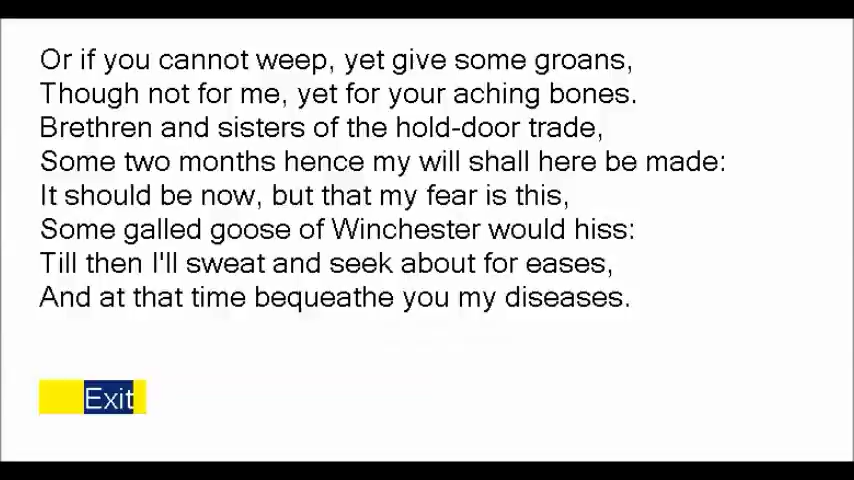 Or if you cannot weep, yet give some groans,
Though not for me, yet for your aching bones.
Brethren and sisters of the hold-door trade,
Some two months hence my will shall here be made:
It should be now, but that my fear is this,
Some galled goose of Winchester would hiss:
Till then I'll sweat and seek about for eases,
And at that time bequeathe you my diseases.
Exit